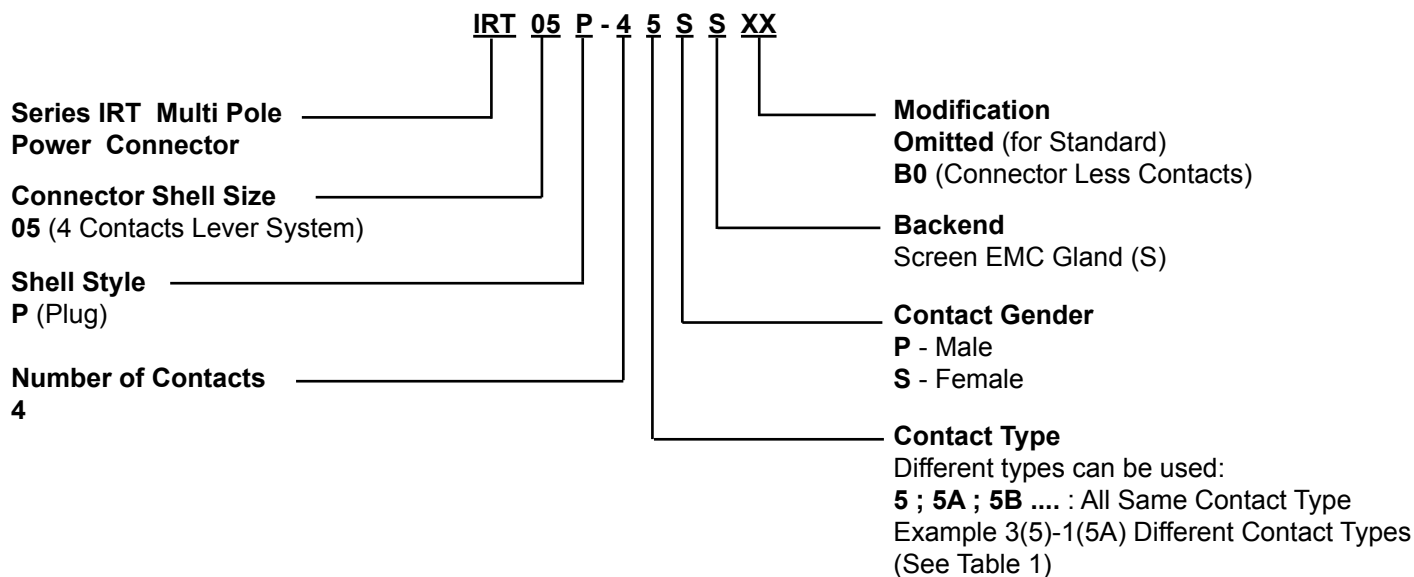 IRT 05 P - 4 5 S S XX
Series IRT Multi Pole
Power Connector
Connector Shell Size
05 (4 Contacts Lever System)
Shell Style
P (Plug)
Number of Contacts
4
Modification
Omitted (for Standard)
B0 (Connector Less Contacts)
Backend
Screen EMC Gland (S)
Contact Gender
P - Male
S - Female
Contact Type
Different types can be used:
5 ; 5A ; 5B .... : All Same Contact Type
Example 3(5)-1(5A) Different Contact Types
(See Table 1)